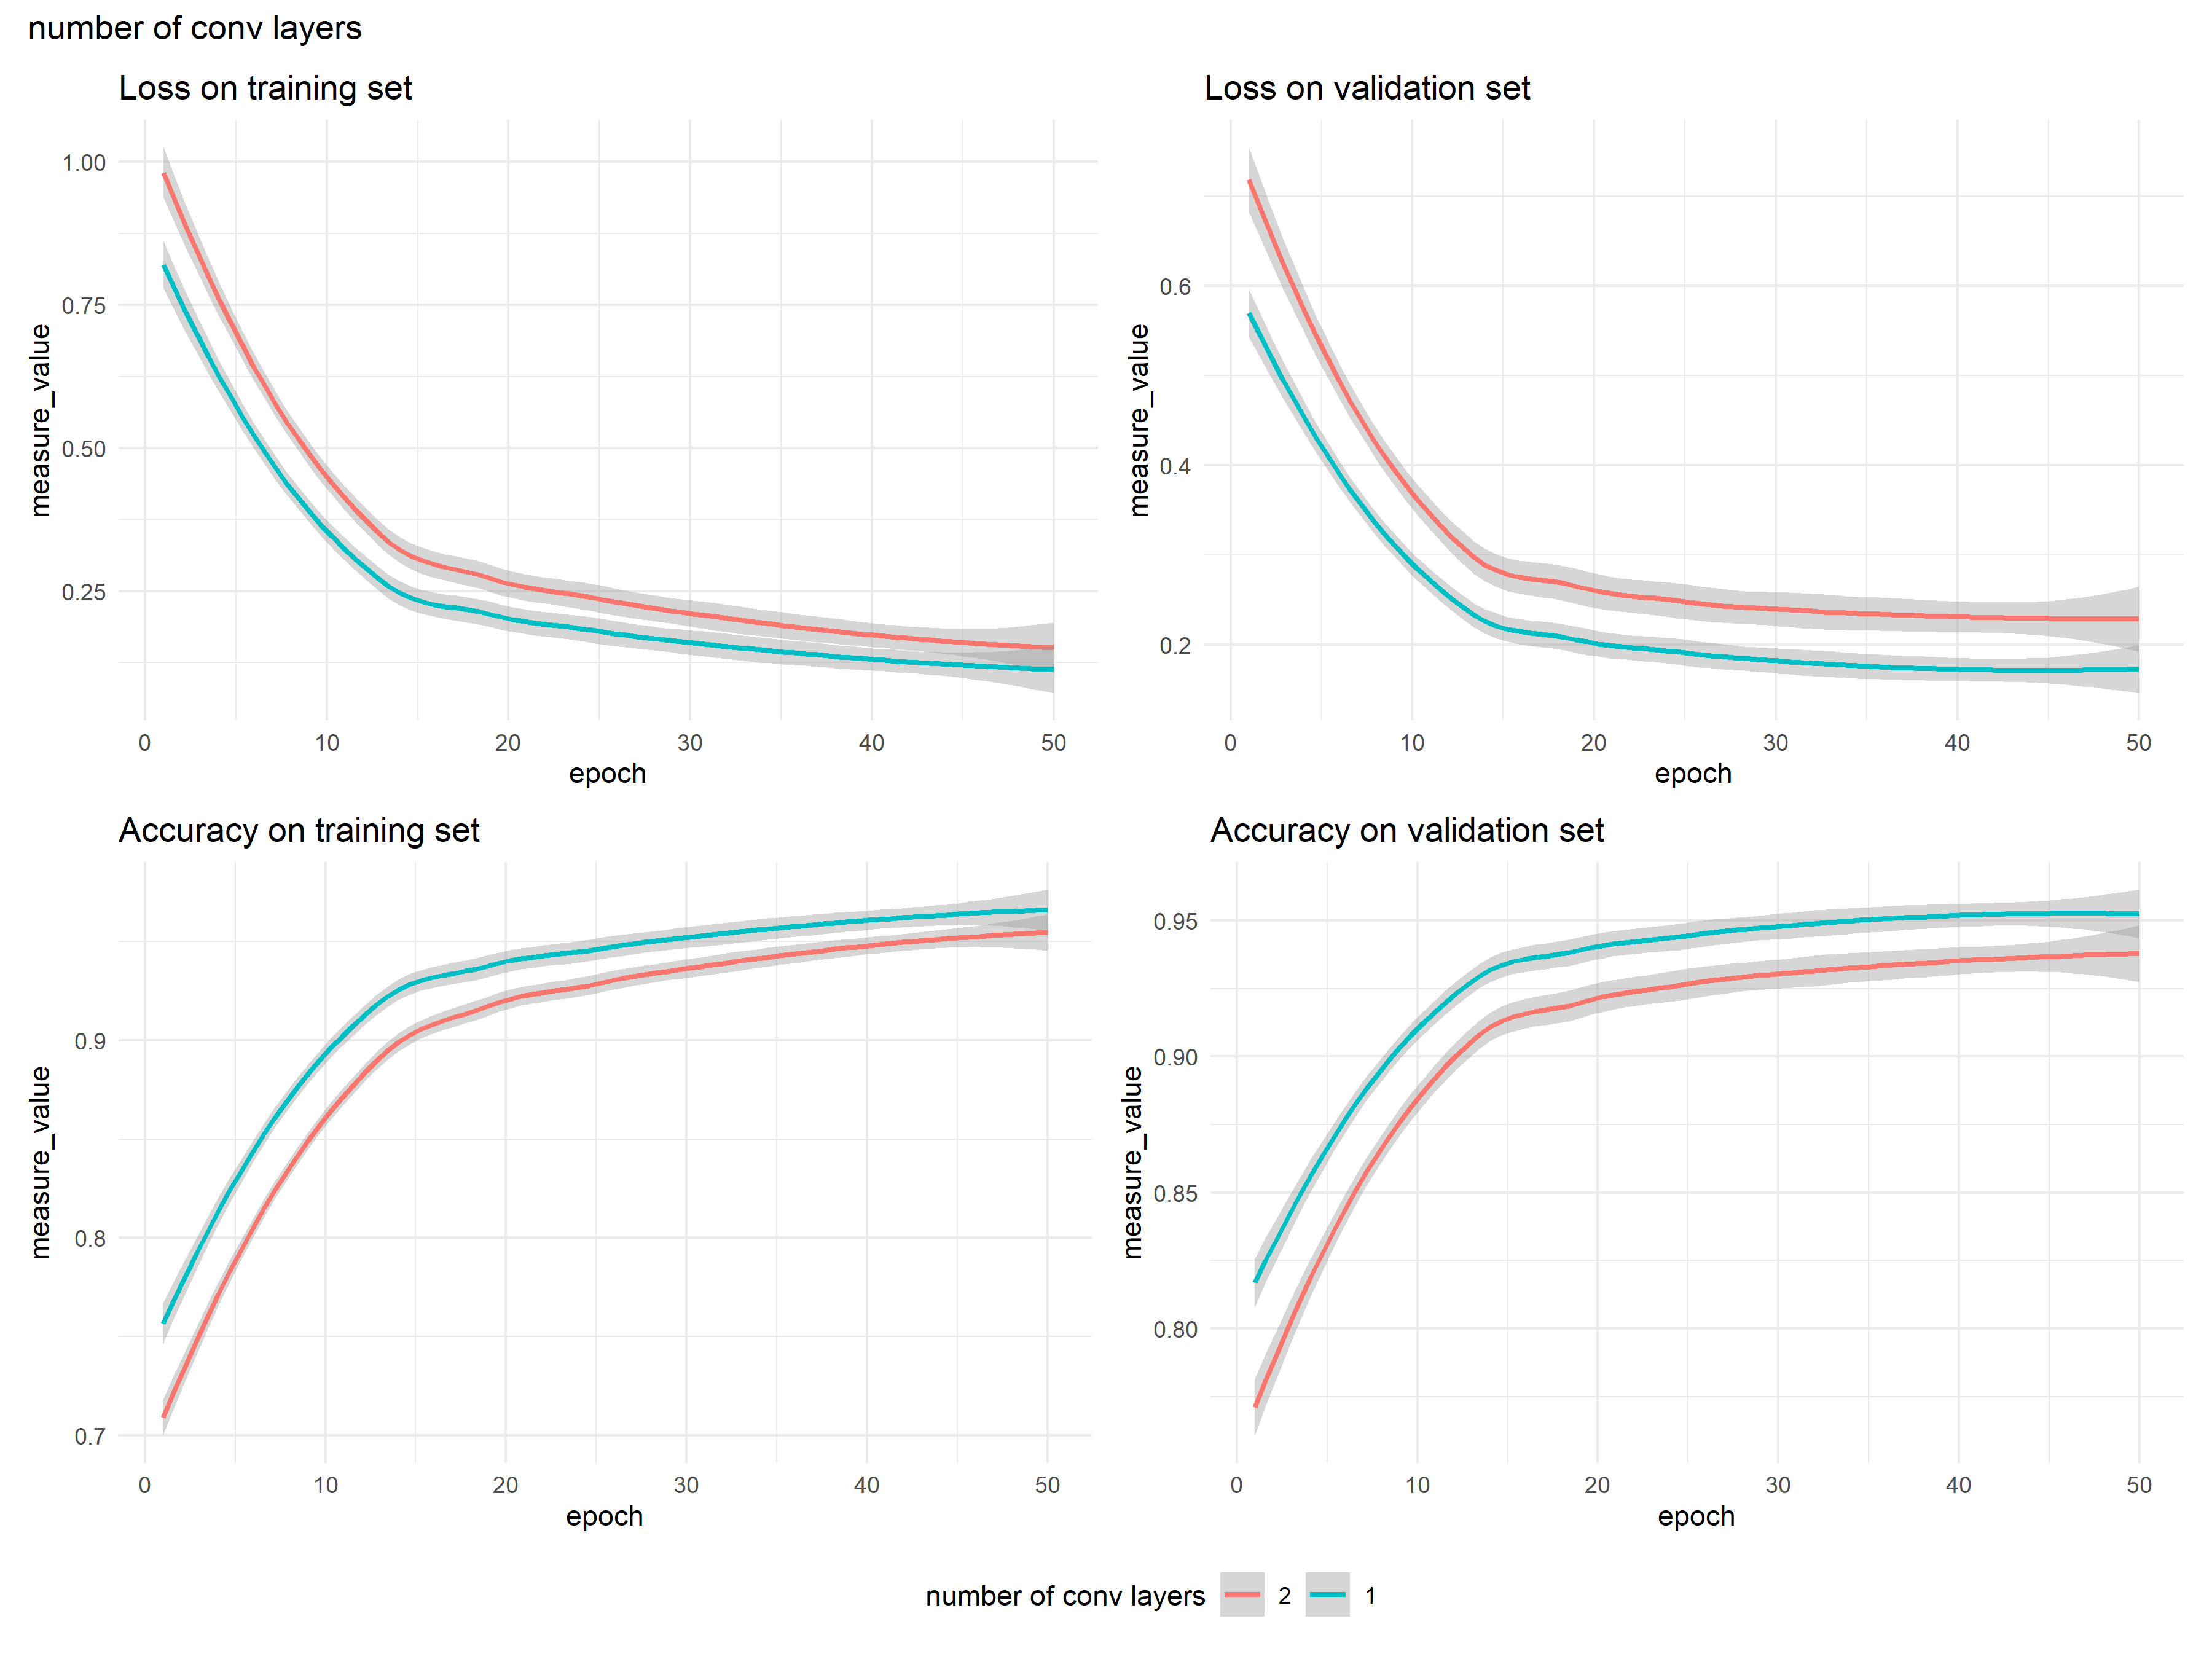 number of conv layers
Loss on training set
1.00
0.75
0.50
0.25
measure_value
0 10 20 30 40 50
epoch
Loss on validation set
0.6
0.4
0.2
measure_value
0 10 20 30 40 50
epoch
Accuracy on training set
0.9
0.8
0.7
measure_value
0 10 20 30 40 50
epoch
Accuracy on validation set
0.95
0.90
0.85
0.80
measure_value
0 10 20 30 40 50
epoch
number of conv layers 2 1